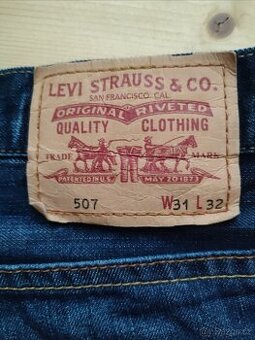 LEVI STRAUSS & CO.
SAN FRANCISCO, CAL.
ORIGINAL RIVETED
QUALITY CLOTHING
TRADE MARK
PATENTED IN U.S. MAY 20 1873
507 W31 L32